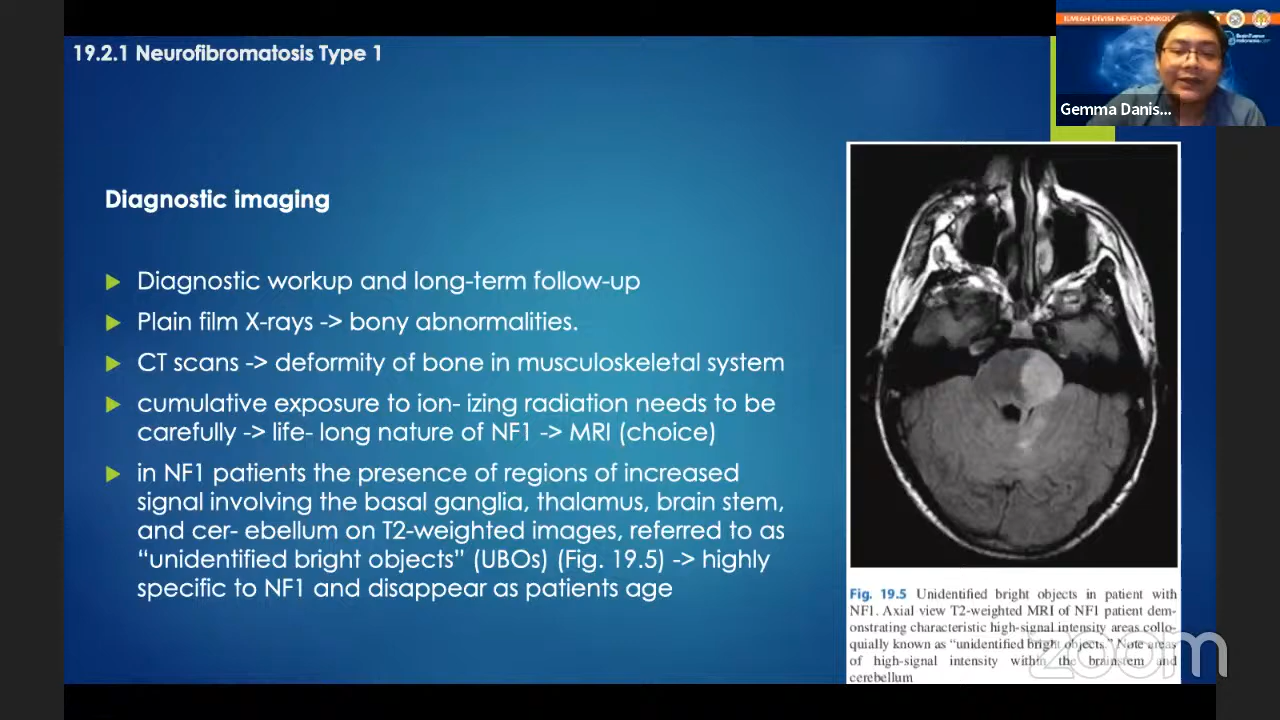 19.2.1 Neurofibromatosis Type 1
ILMIAH DIVISI NEURO-ONKOL
Gemma Danis...
Diagnostic imaging
Diagnostic workup and long-term follow-up
Plain film X-rays -> bony abnormalities.
CT scans -> deformity of bone in musculoskeletal system
cumulative exposure to ion- izing radiation needs to be
carefully -> life- long nature of NF1 -> MRI (choice)
in NF1 patients the presence of regions of increased
signal involving the basal ganglia, thalamus, brain stem,
and cer- ebellum on T2-weighted images, referred to as
“unidentified bright objects” (UBOs) (Fig. 19.5) -> highly
specific to NF1 and disappear as patients age
Fig. 19.5 Unidentified bright objects in patient with
NF1. Axial view T2-weighted MRI of NF1 patient dem-
onstrating characteristic high-signal intensity areas collo-
quially known as “unidentified bright objects.” Note areas
of high-signal intensity within the brainstem and
cerebellum
zoom